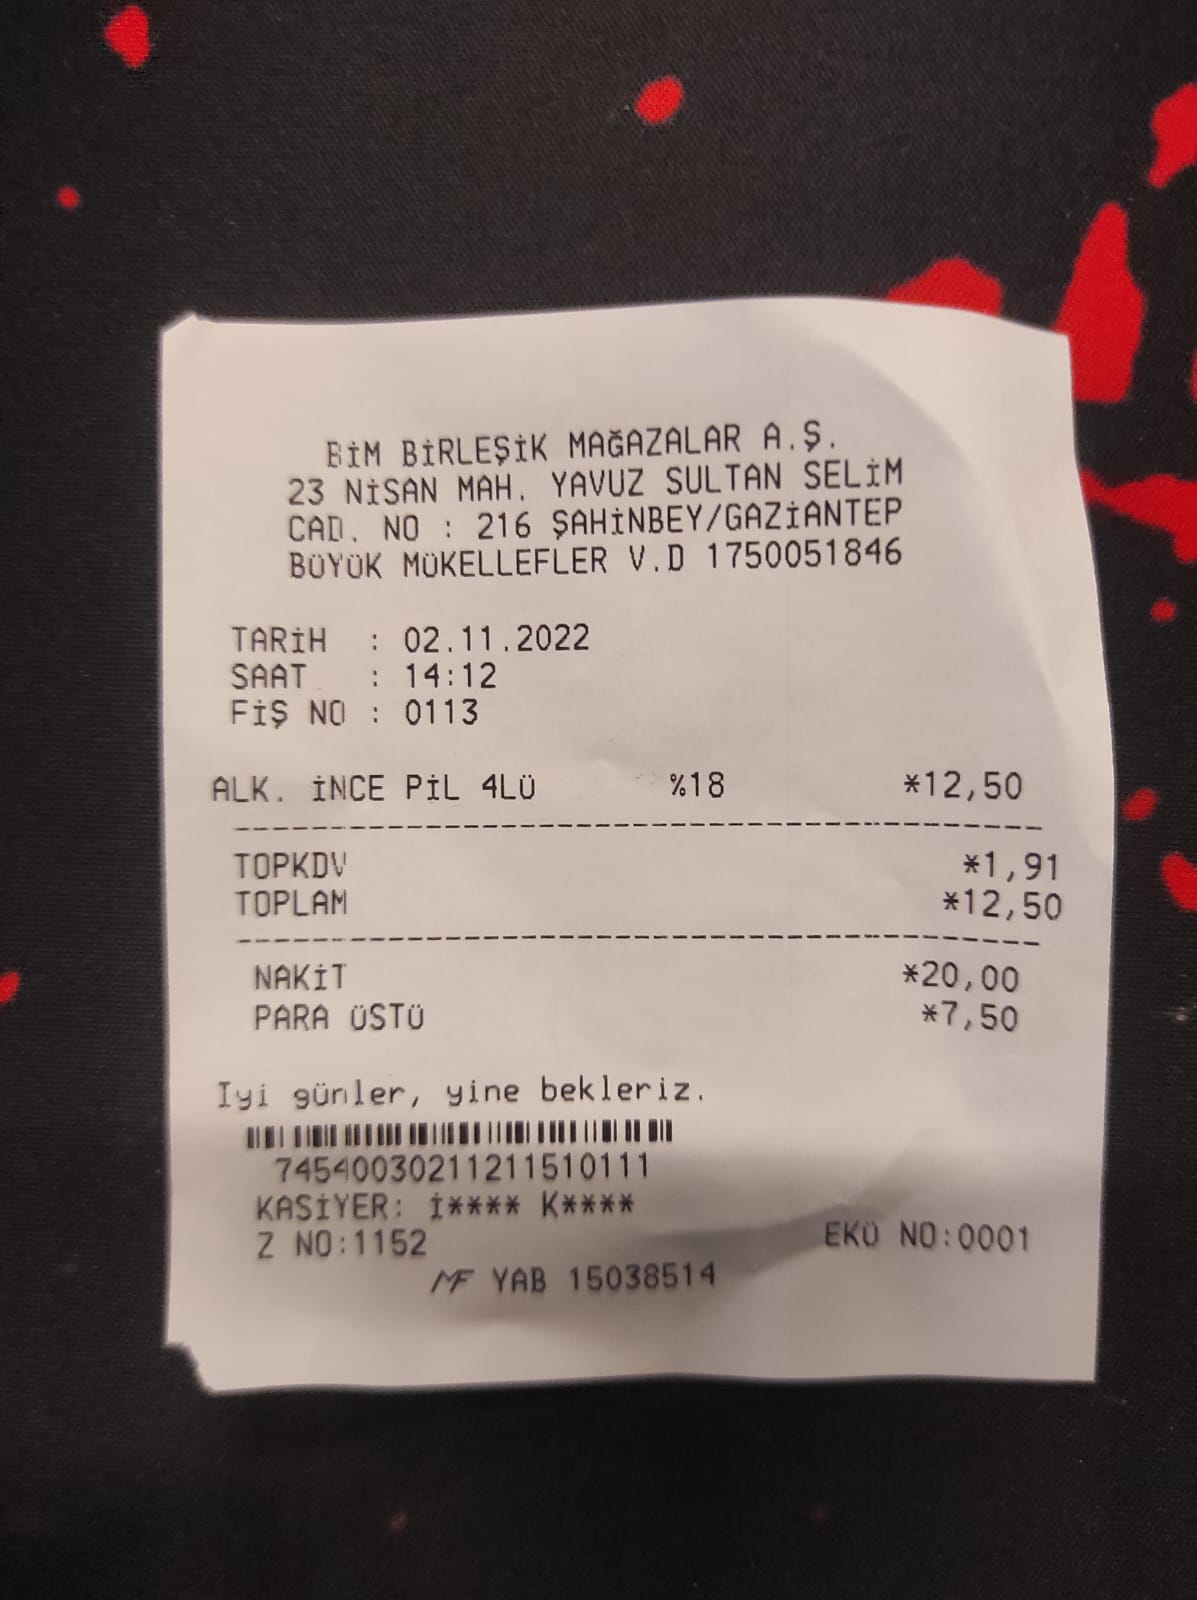 BİM BİRLEŞİK MAĞAZALAR A.Ş.
23 NİSAN MAH. YAVUZ SULTAN SELİM
CAD. NO : 216 ŞAHİNBEY/GAZİANTEP
BÜYÜK MÜKELLEFLER V.D 1750051846
TARİH : 02.11.2022
SAAT : 14:12
FİŞ NO : 0113
ALK. İNCE PİL 4LÜ %18 *12,50
TOPKDV *1,91
TOPLAM *12,50
NAKİT *20,00
PARA ÜSTÜ *7,50
Iyi günler, yine bekleriz.
74540030211211510111
KASİYER: İ**** K****
Z NO:1152 EKÜ NO:0001
MF YAB 15038514